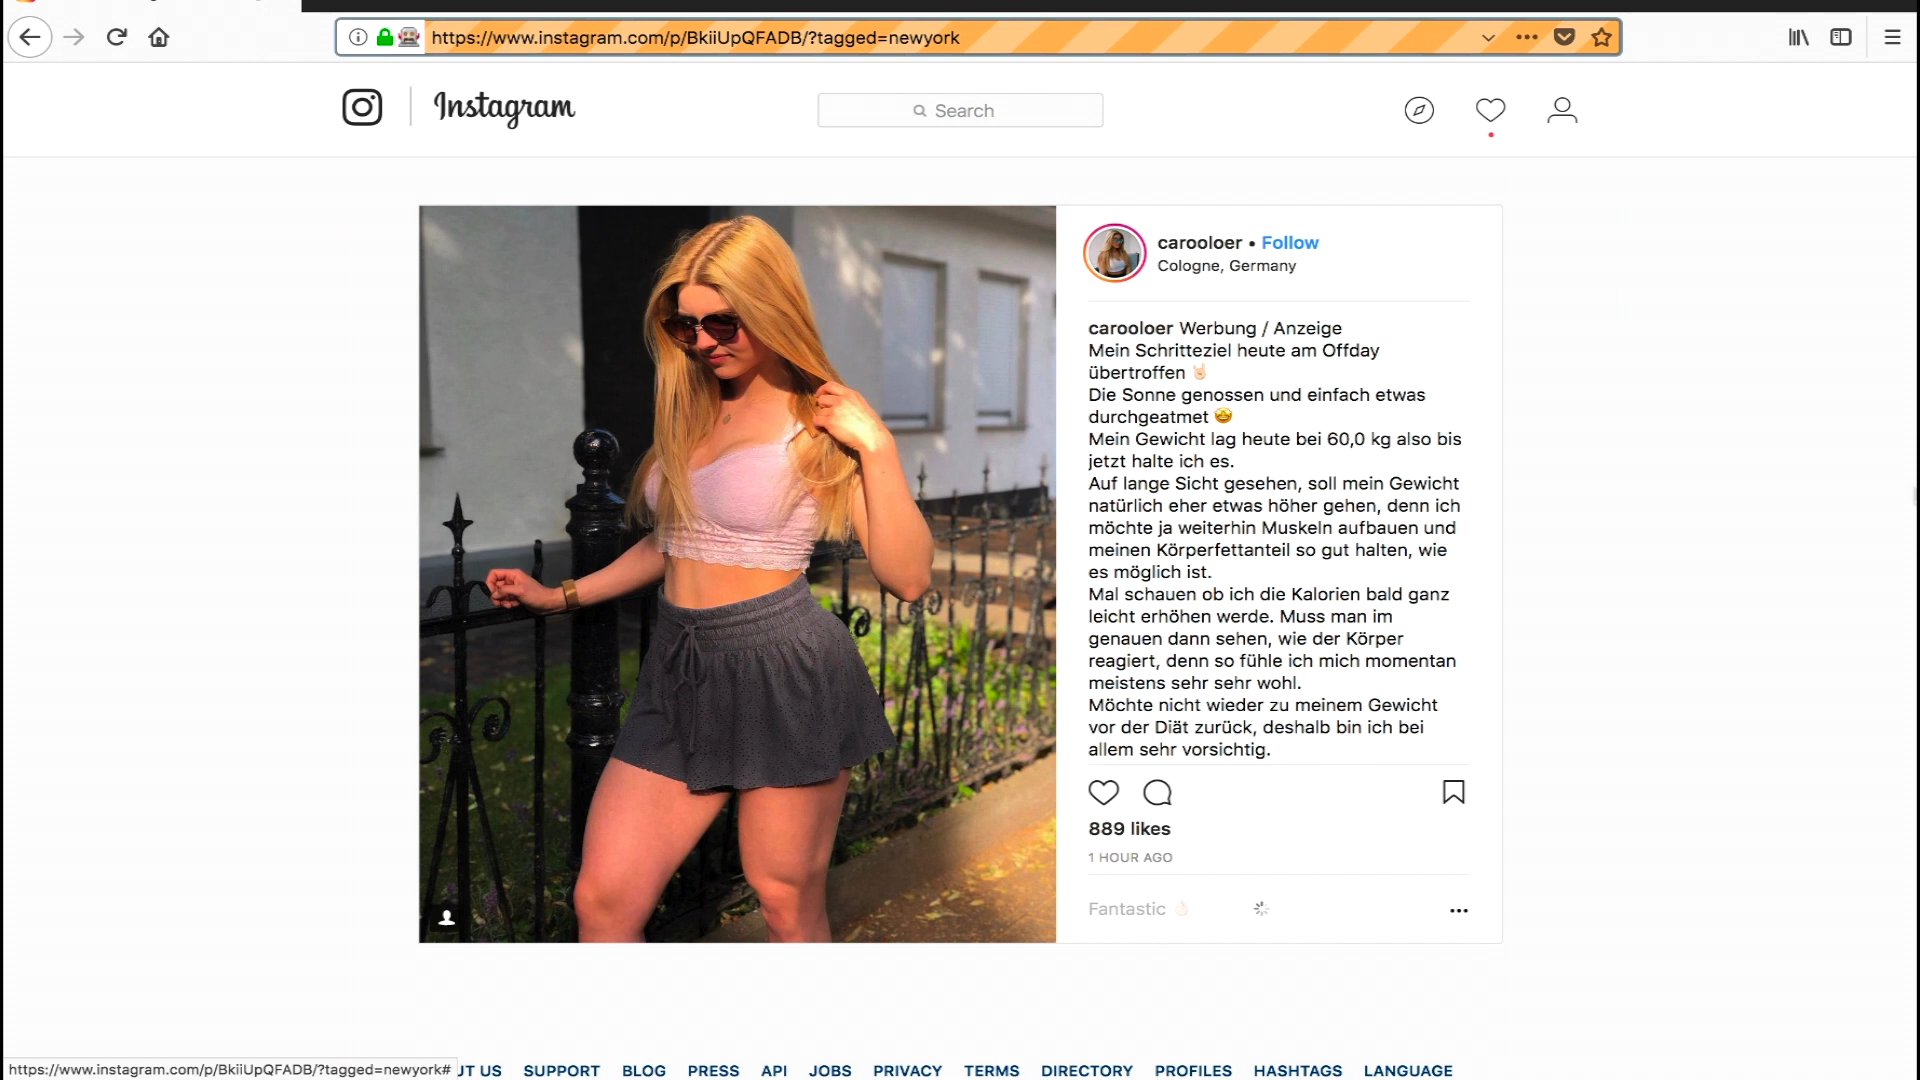 https://www.instagram.com/p/BkiiUpQFADB/?tagged=newyork
Instagram
Search
carooloer • Follow
Cologne, Germany
carooloer Werbung / Anzeige
Mein Schritteziel heute am Offday
übertroffen 🤘🏻
Die Sonne genossen und einfach etwas
durchgeatmet 🤩
Mein Gewicht lag heute bei 60,0 kg also bis
jetzt halte ich es.
Auf lange Sicht gesehen, soll mein Gewicht
natürlich eher etwas höher gehen, denn ich
möchte ja weiterhin Muskeln aufbauen und
meinen Körperfettanteil so gut halten, wie
es möglich ist.
Mal schauen ob ich die Kalorien bald ganz
leicht erhöhen werde. Muss man im
genauen dann sehen, wie der Körper
reagiert, denn so fühle ich mich momentan
meistens sehr sehr wohl.
Möchte nicht wieder zu meinem Gewicht
vor der Diät zurück, deshalb bin ich bei
allem sehr vorsichtig.
889 likes
1 HOUR AGO
Fantastic 👌🏻
https://www.instagram.com/p/BkiiUpQFADB/?tagged=newyork#
UT US SUPPORT BLOG PRESS API JOBS PRIVACY TERMS DIRECTORY PROFILES HASHTAGS LANGUAGE